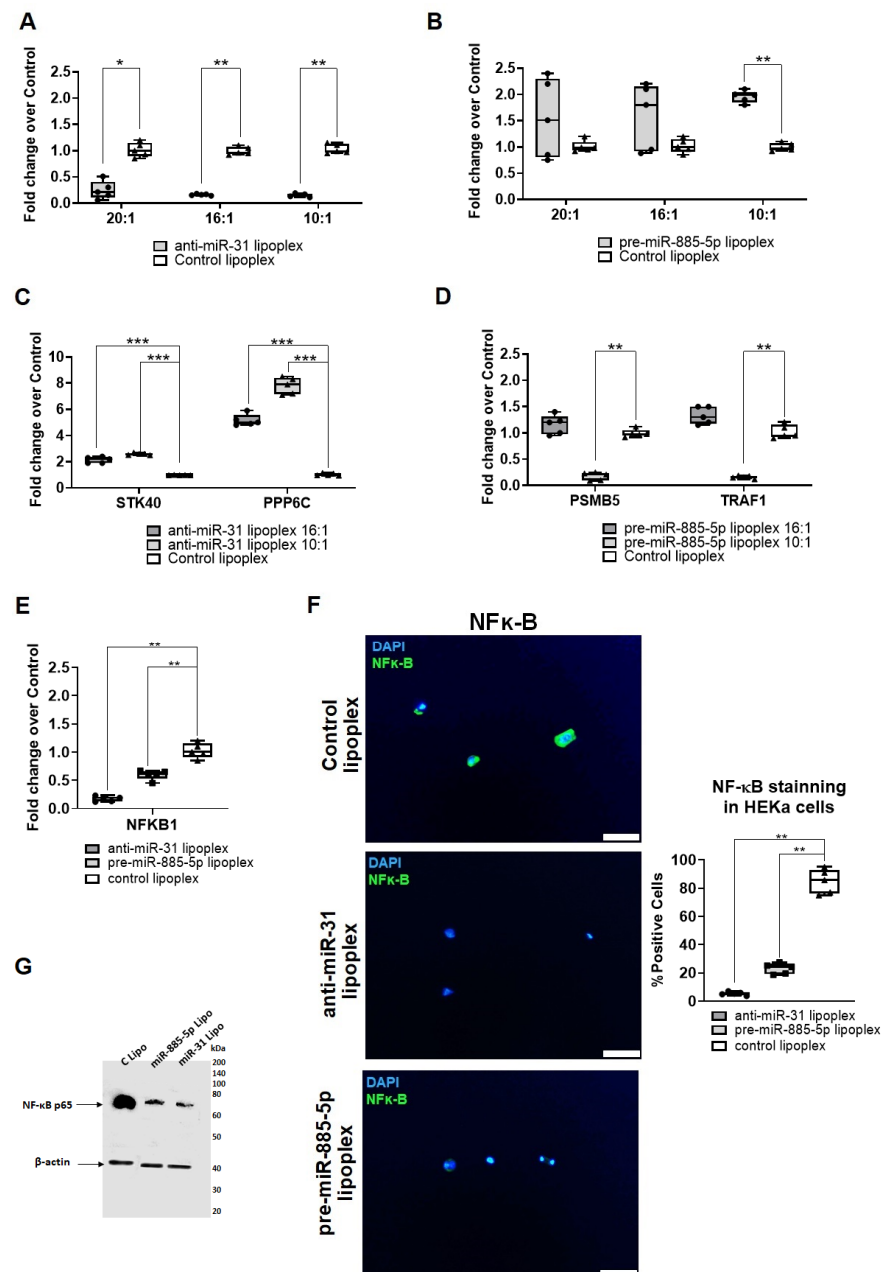 A
Fold change over Control
2.5
2.0
1.5
1.0
0.5
0.0
*
**
**
20:1
16:1
10:1
anti-miR-31 lipoplex
Control lipoplex
B
Fold change over Control
2.5
2.0
1.5
1.0
0.5
0.0
**
20:1
16:1
10:1
pre-miR-885-5p lipoplex
Control lipoplex
C
Fold change over Control
10
8
6
4
2
0
***
***
***
***
STK40
PPP6C
anti-miR-31 lipoplex 16:1
anti-miR-31 lipoplex 10:1
Control lipoplex
D
Fold change over Control
2.5
2.0
1.5
1.0
0.5
0.0
**
**
PSMB5
TRAF1
pre-miR-885-5p lipoplex 16:1
pre-miR-885-5p lipoplex 10:1
Control lipoplex
E
Fold change over Control
2.5
2.0
1.5
1.0
0.5
0.0
**
**
NFKB1
anti-miR-31 lipoplex
pre-miR-885-5p lipoplex
control lipoplex
F
NFκ-B
Control
lipoplex
DAPI
NFκ-B
anti-miR-31
lipoplex
DAPI
NFκ-B
pre-miR-885-5p
lipoplex
DAPI
NFκ-B
NF-κB stainning
in HEKa cells
% Positive Cells
100
80
60
40
20
0
**
**
anti-miR-31 lipoplex
pre-miR-885-5p lipoplex
control lipoplex
G
C Lipo
miR-885-5p Lipo
miR-31 Lipo
kDa
200
140
100
80
60
50
40
30
20
NF-κB p65
β-actin